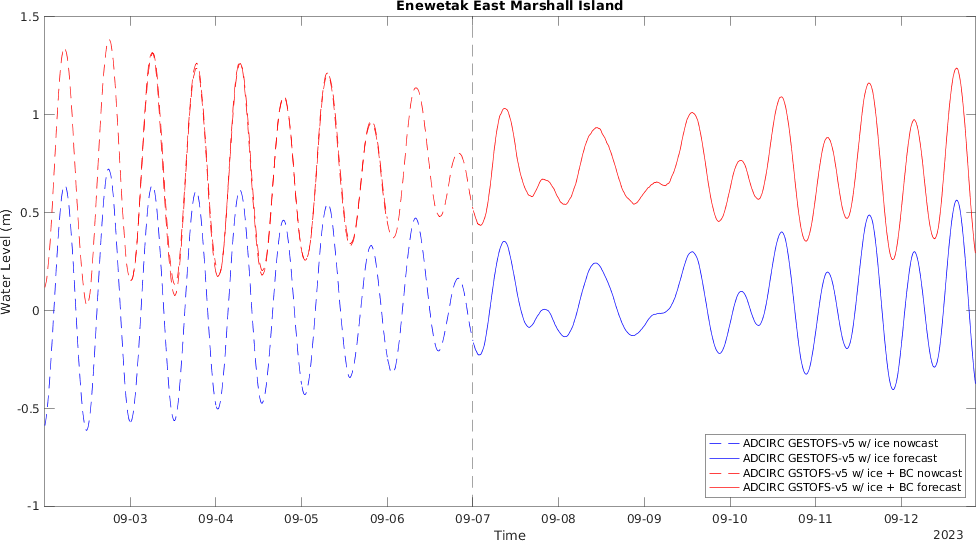 Enewetak East Marshall Island
1.5
1
0.5
0
-0.5
-1
Water Level (m)
ADCIRC GESTOFS-v5 w/ ice nowcast
ADCIRC GESTOFS-v5 w/ ice forecast
ADCIRC GSTOFS-v5 w/ ice + BC nowcast
ADCIRC GSTOFS-v5 w/ ice + BC forecast
09-03 09-04 09-05 09-06 09-07 09-08 09-09 09-10 09-11 09-12
Time
2023